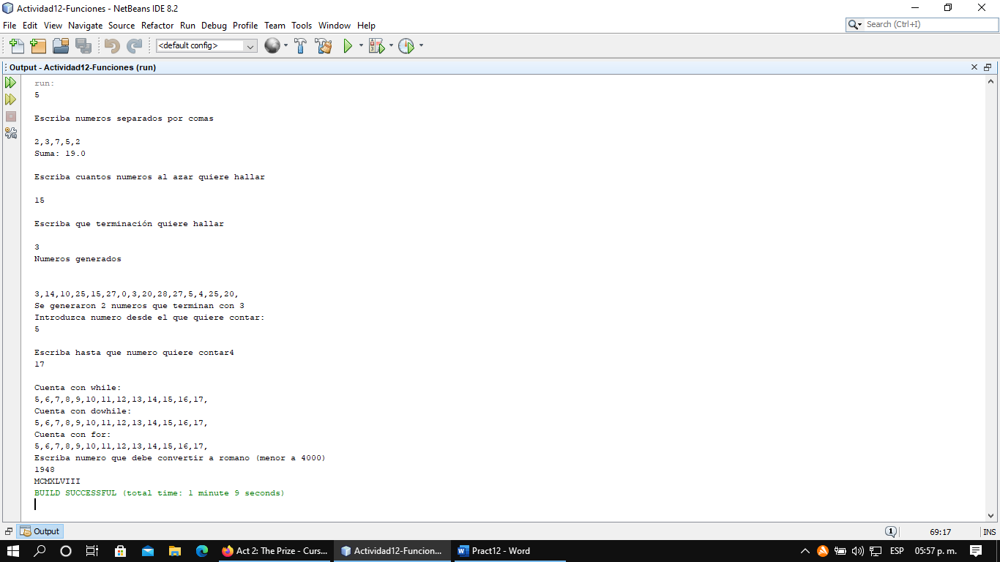 Actividad12-Funciones - NetBeans IDE 8.2
File Edit View Navigate Source Refactor Run Debug Profile Team Tools Window Help
Search (Ctrl+I)
<default config>
Output - Actividad12-Funciones (run)
run:
5
Escriba numeros separados por comas
2,3,7,5,2
Suma: 19.0
Escriba cuantos numeros al azar quiere hallar
15
Escriba que terminación quiere hallar
3
Numeros generados
3,14,10,25,15,27,0,3,20,28,27,5,4,25,20,
Se generaron 2 numeros que terminan con 3
Introduzca numero desde el que quiere contar:
5
Escriba hasta que numero quiere contar4
17
Cuenta con while:
5,6,7,8,9,10,11,12,13,14,15,16,17,
Cuenta con dowhile:
5,6,7,8,9,10,11,12,13,14,15,16,17,
Cuenta con for:
5,6,7,8,9,10,11,12,13,14,15,16,17,
Escriba numero que debe convertir a romano (menor a 4000)
1948
MCMXLVIII
BUILD SUCCESSFUL (total time: 1 minute 9 seconds)
Output
1
69:17 INS
Act 2: The Prize - Curs... Actividad12-Funcion... Pract12 - Word
ESP 05:57 p. m.